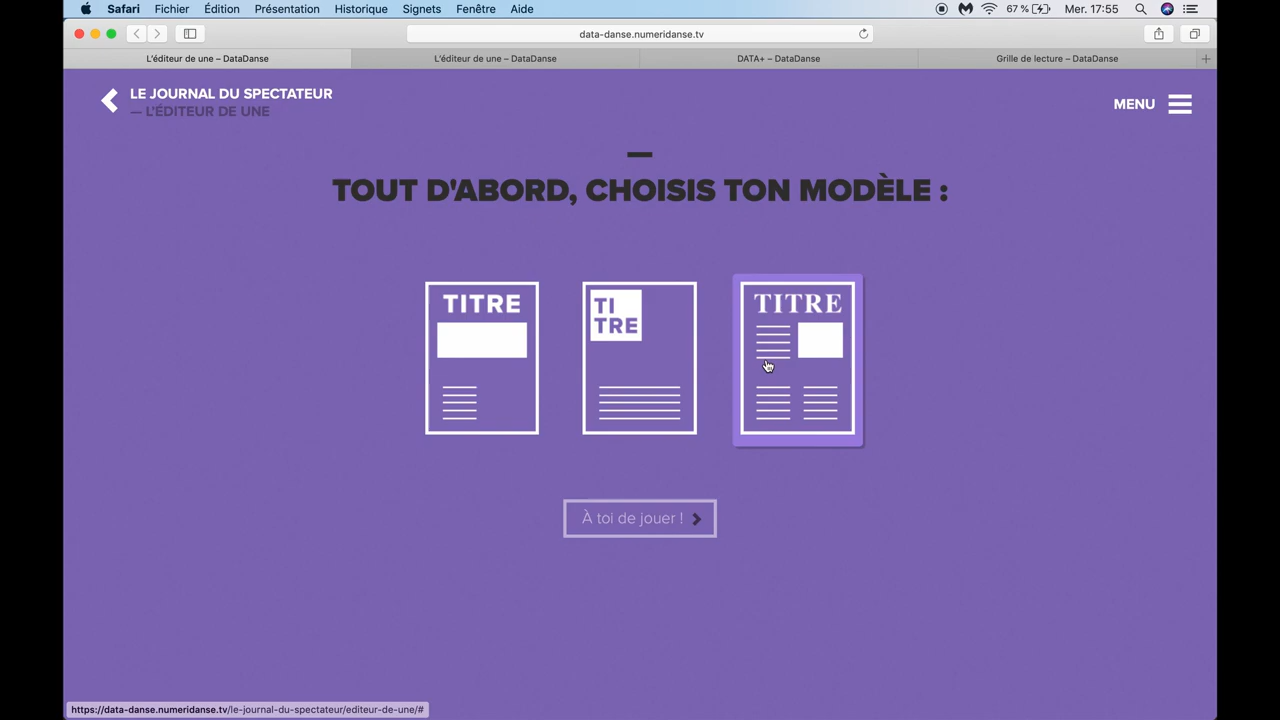 Safari Fichier Édition Présentation Historique Signets Fenêtre Aide 67 % Mer. 17:55
data-danse.numeridanse.tv
L'éditeur de une – DataDanse L'éditeur de une – DataDanse DATA+ – DataDanse Grille de lecture – DataDanse
LE JOURNAL DU SPECTATEUR
— L'ÉDITEUR DE UNE
MENU
TOUT D'ABORD, CHOISIS TON MODÈLE :
TITRE
TI
TRE
TITRE
À toi de jouer !
https://data-danse.numeridanse.tv/le-journal-du-spectateur/editeur-de-une/#